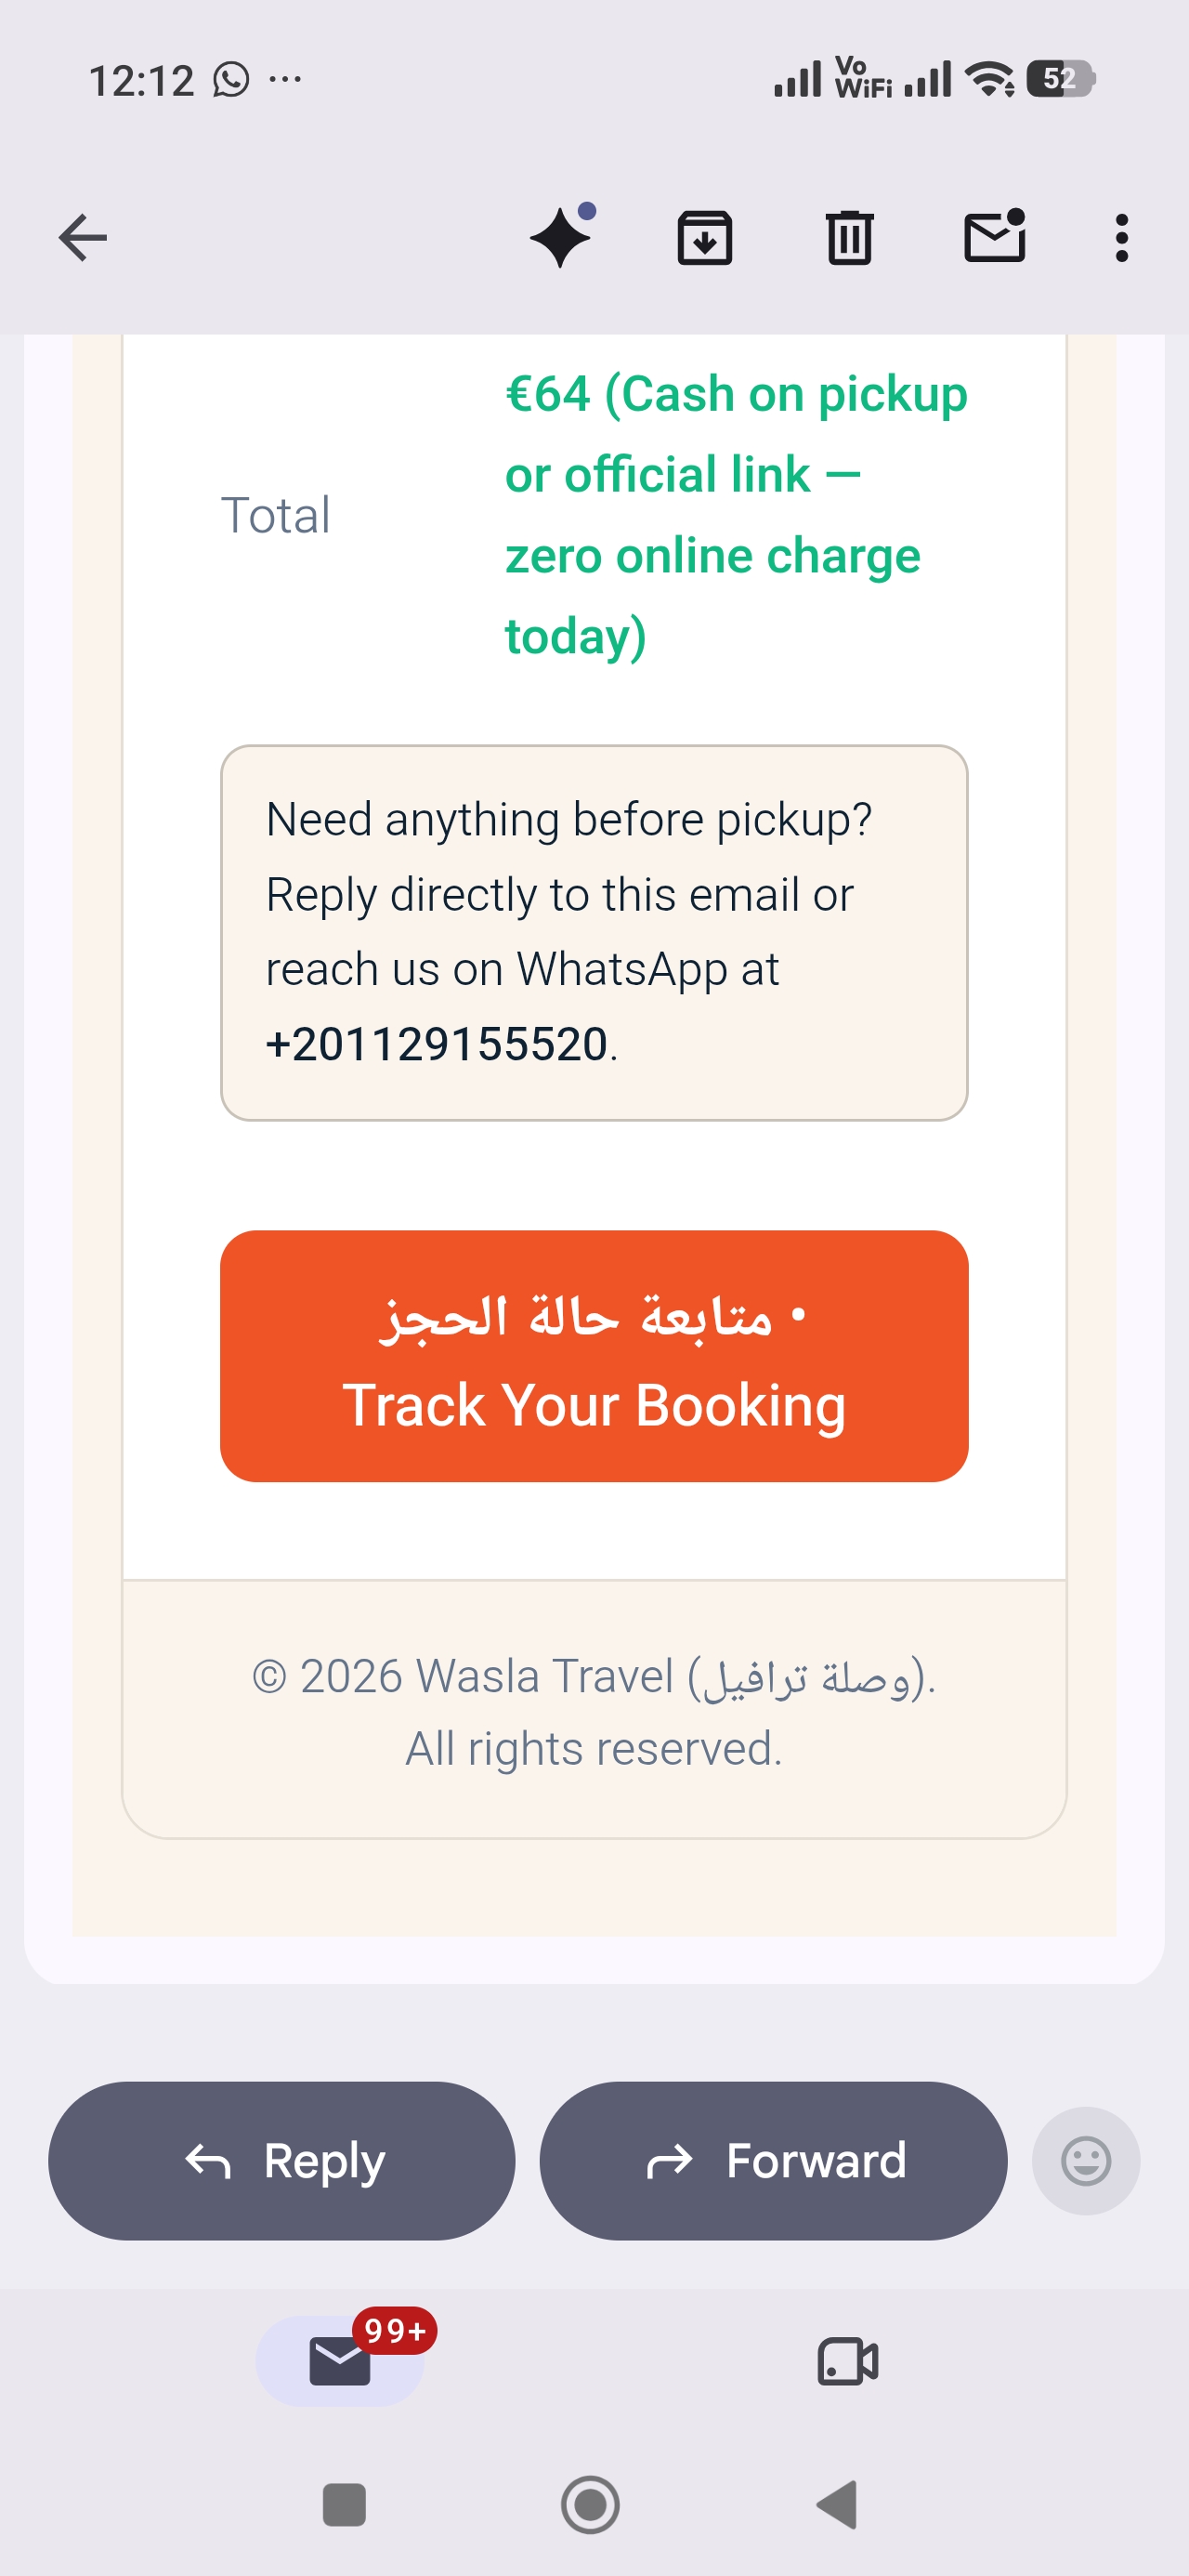 12:12
Vo
WiFi
52
€64 (Cash on pickup
or official link —
zero online charge
today)
Total
Need anything before pickup?
Reply directly to this email or
reach us on WhatsApp at
+201129155520.
متابعة حالة الحجز •
Track Your Booking
© 2026 Wasla Travel (وصلة ترافيل).
All rights reserved.
Reply
Forward
99+